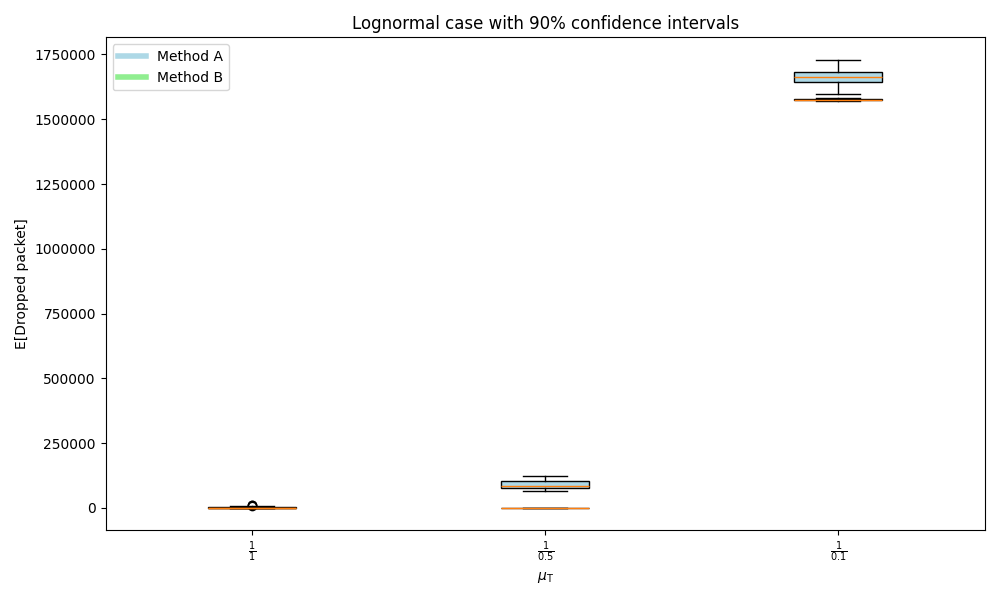 Lognormal case with 90% confidence intervals
Method A
Method B
E[Dropped packet]
1750000
1500000
1250000
1000000
750000
500000
250000
0
1/1
1/0.5
1/0.1
μT